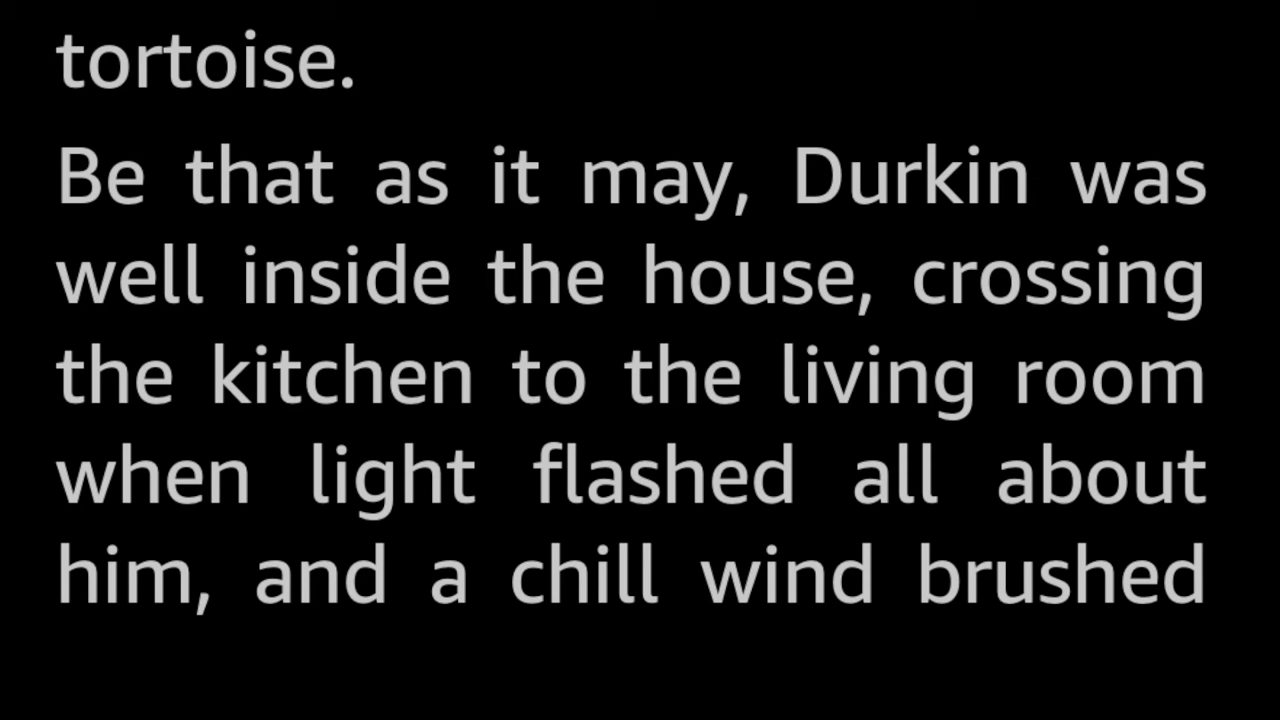 tortoise.
Be that as it may, Durkin was
well inside the house, crossing
the kitchen to the living room
when light flashed all about
him, and a chill wind brushed